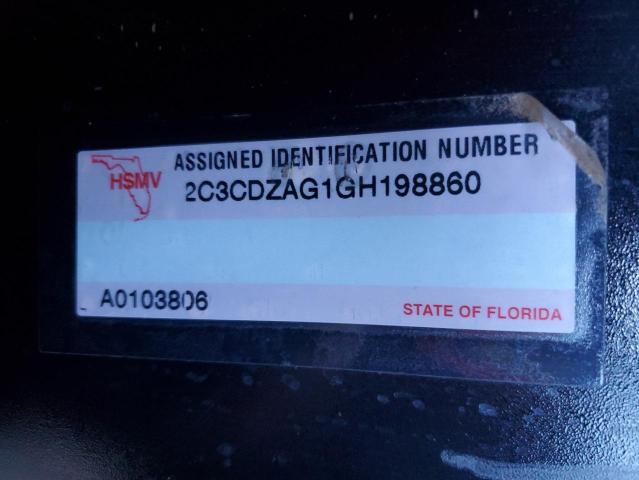 HSMV
ASSIGNED IDENTIFICATION NUMBER
2C3CDZAG1GH198860
A0103806
STATE OF FLORIDA